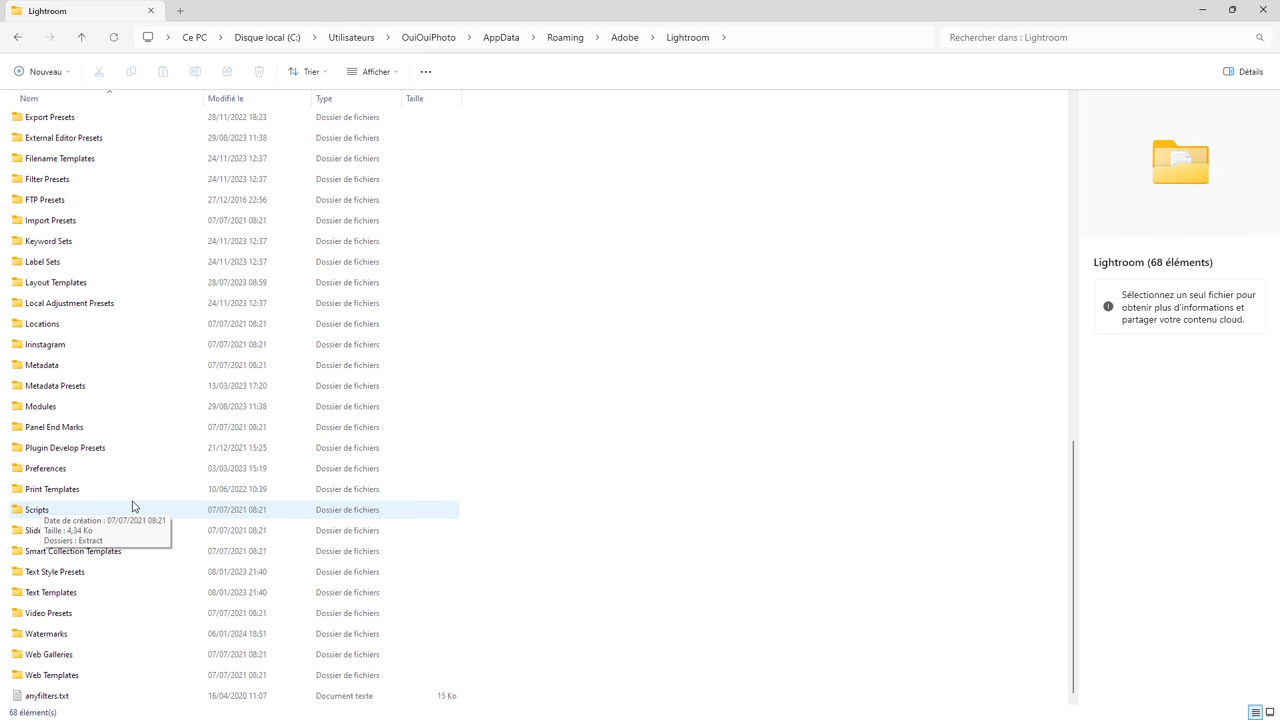 Lightroom
Ce PC > Disque local (C:) > Utilisateurs > OuiOuiPhoto > AppData > Roaming > Adobe > Lightroom >
Rechercher dans : Lightroom
Nouveau
Trier
Afficher
Détails
Nom Modifié le Type Taille
Export Presets 28/11/2022 18:23 Dossier de fichiers
External Editor Presets 29/08/2023 11:38 Dossier de fichiers
Filename Templates 24/11/2023 12:37 Dossier de fichiers
Filter Presets 24/11/2023 12:37 Dossier de fichiers
FTP Presets 27/12/2016 22:56 Dossier de fichiers
Import Presets 07/07/2021 08:21 Dossier de fichiers
Keyword Sets 24/11/2023 12:37 Dossier de fichiers
Label Sets 24/11/2023 12:37 Dossier de fichiers
Layout Templates 28/07/2023 08:59 Dossier de fichiers
Local Adjustment Presets 24/11/2023 12:37 Dossier de fichiers
Locations 07/07/2021 08:21 Dossier de fichiers
lrinstagram 07/07/2021 08:21 Dossier de fichiers
Metadata 07/07/2021 08:21 Dossier de fichiers
Metadata Presets 13/03/2023 17:20 Dossier de fichiers
Modules 29/08/2023 11:38 Dossier de fichiers
Panel End Marks 07/07/2021 08:21 Dossier de fichiers
Plugin Develop Presets 21/12/2021 15:25 Dossier de fichiers
Preferences 03/03/2023 15:19 Dossier de fichiers
Print Templates 10/06/2022 10:39 Dossier de fichiers
Scripts 07/07/2021 08:21 Dossier de fichiers
Date de création : 07/07/2021 08:21
Slide 07/07/2021 08:21 Dossier de fichiers
Taille : 4,34 Ko
Dossiers : Extract
Smart Collection Templates 07/07/2021 08:21 Dossier de fichiers
Text Style Presets 08/01/2023 21:40 Dossier de fichiers
Text Templates 08/01/2023 21:40 Dossier de fichiers
Video Presets 07/07/2021 08:21 Dossier de fichiers
Watermarks 06/01/2024 18:51 Dossier de fichiers
Web Galleries 07/07/2021 08:21 Dossier de fichiers
Web Templates 07/07/2021 08:21 Dossier de fichiers
anyfilters.txt 16/04/2020 11:07 Document texte 15 Ko
68 élément(s)
Lightroom (68 éléments)
Sélectionnez un seul fichier pour
obtenir plus d'informations et
partager votre contenu cloud.